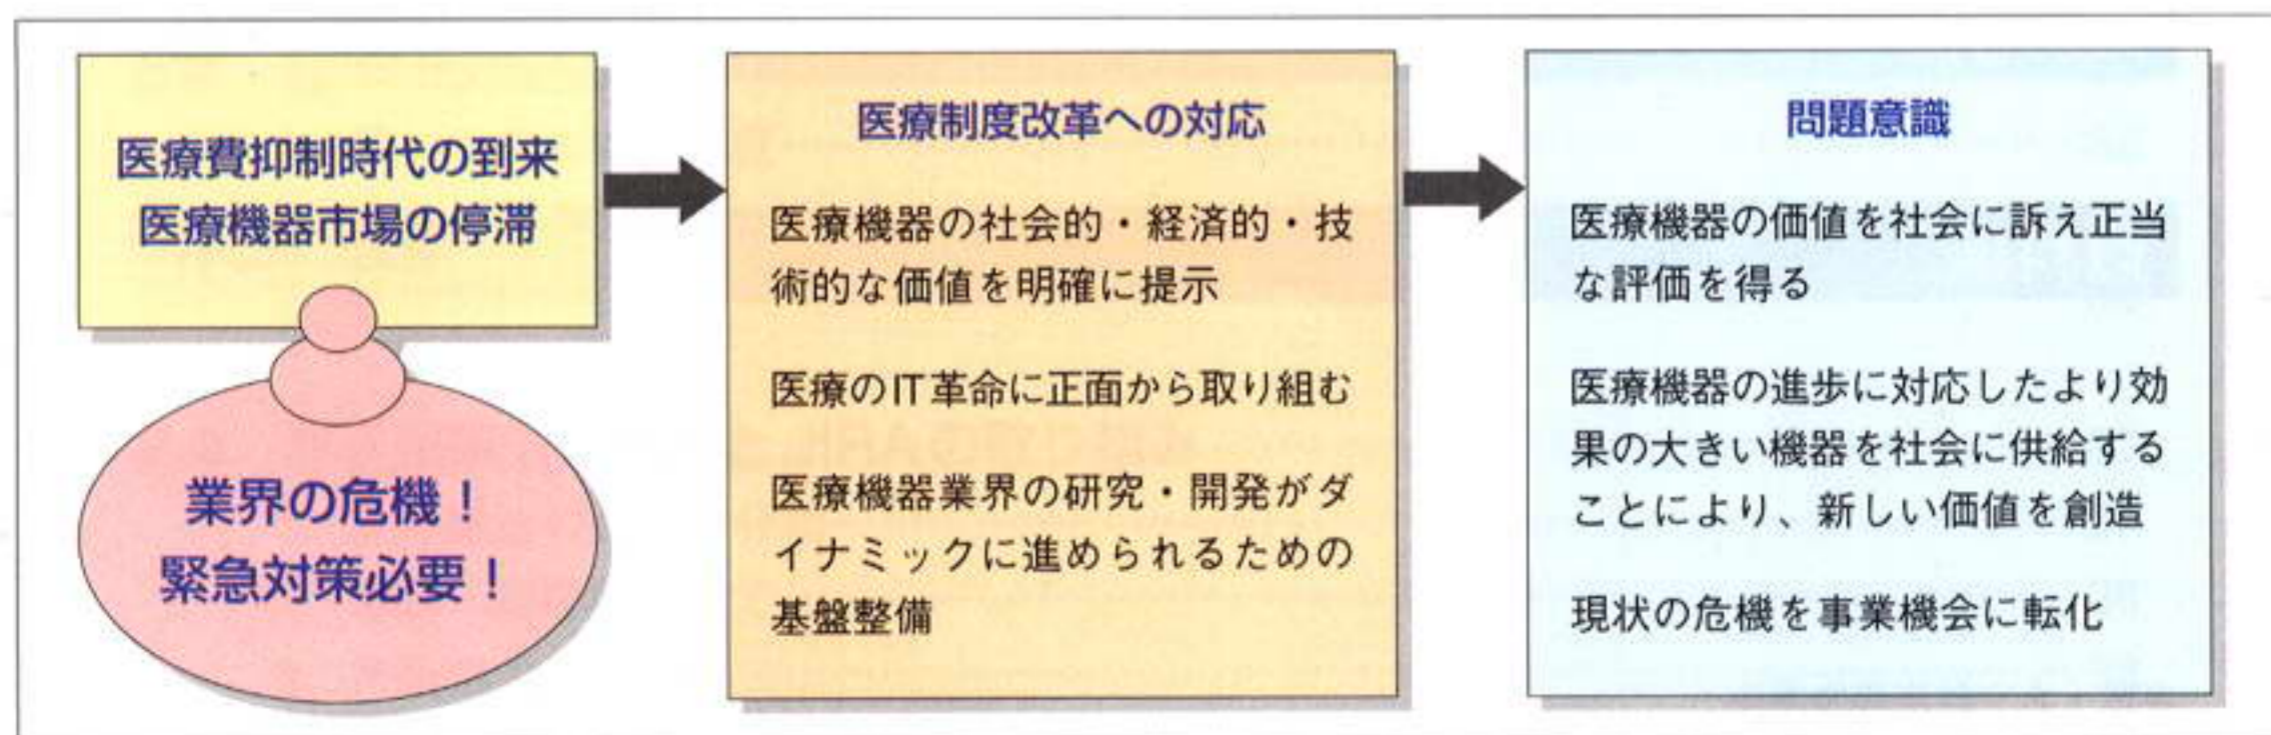 医療費抑制時代の到来
医療機器市場の停滞
業界の危機！
緊急対策必要！
医療制度改革への対応
医療機器の社会的・経済的・技
術的な価値を明確に提示
医療のIT革命に正面から取り組む
医療機器業界の研究・開発がダ
イナミックに進められるための
基盤整備
問題意識
医療機器の価値を社会に訴え正当
な評価を得る
医療機器の進歩に対応したより効
果の大きい機器を社会に供給する
ことにより、新しい価値を創造
現状の危機を事業機会に転化